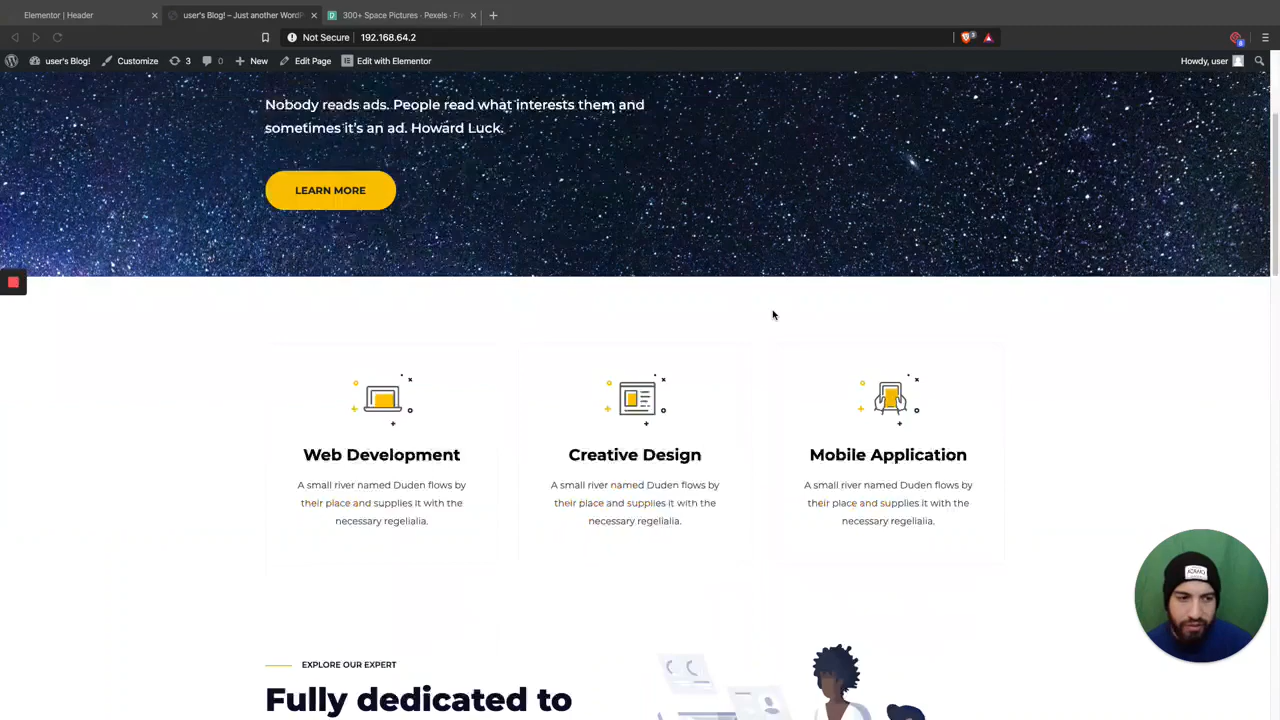 Elementor | Header
user's Blog! – Just another WordP
300+ Space Pictures · Pexels · Fre
Not Secure
192.168.64.2
3
8
user's Blog!
Customize
3
0
New
Edit Page
Edit with Elementor
Howdy, user
Nobody reads ads. People read what interests them and
sometimes it's an ad. Howard Luck.
LEARN MORE
Web Development
A small river named Duden flows by
their place and supplies it with the
necessary regelialia.
Creative Design
A small river named Duden flows by
their place and supplies it with the
necessary regelialia.
Mobile Application
A small river named Duden flows by
their place and supplies it with the
necessary regelialia.
EXPLORE OUR EXPERT
Fully dedicated to